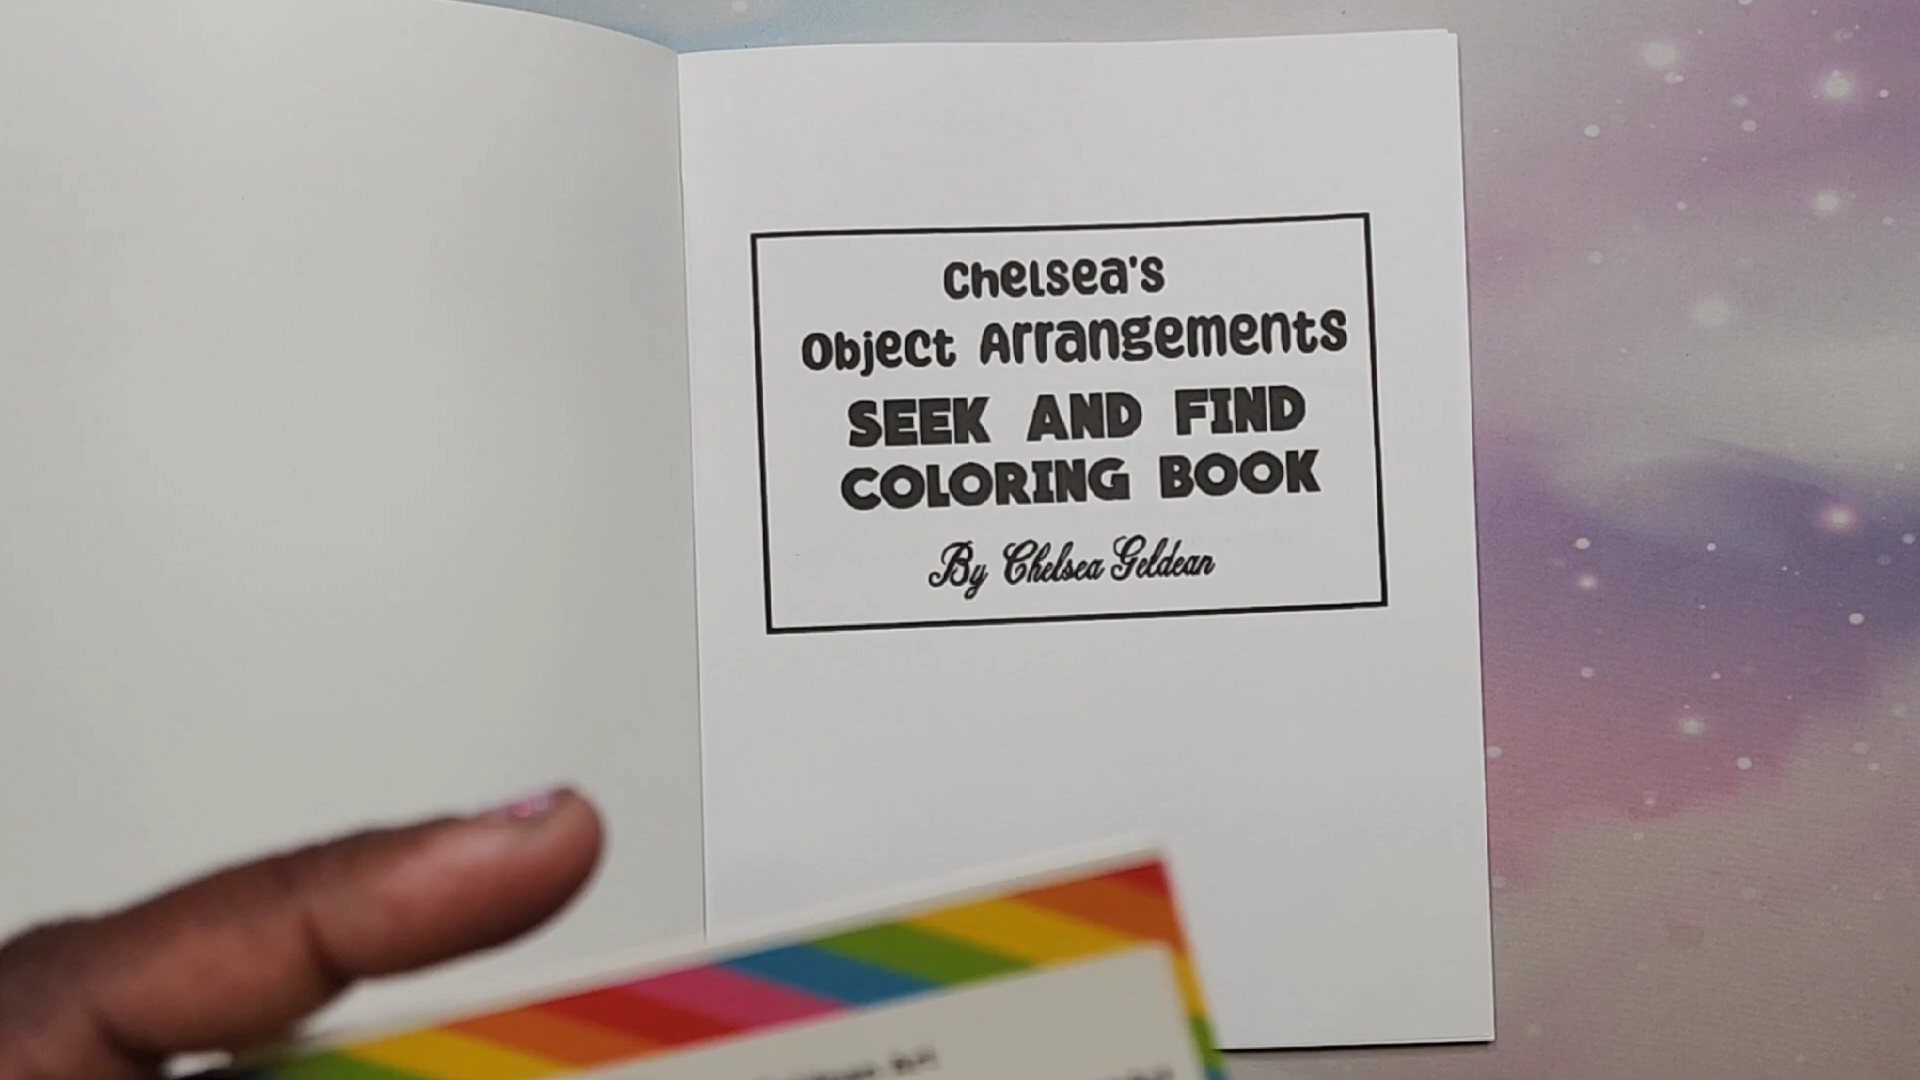 Chelsea's
Object Arrangements
SEEK AND FIND
COLORING BOOK
By Chelsea Geldean